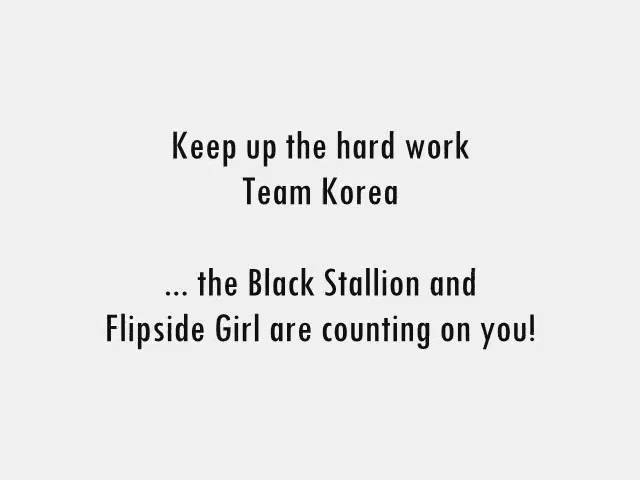 Keep up the hard work
Team Korea
... the Black Stallion and
Flipside Girl are counting on you!